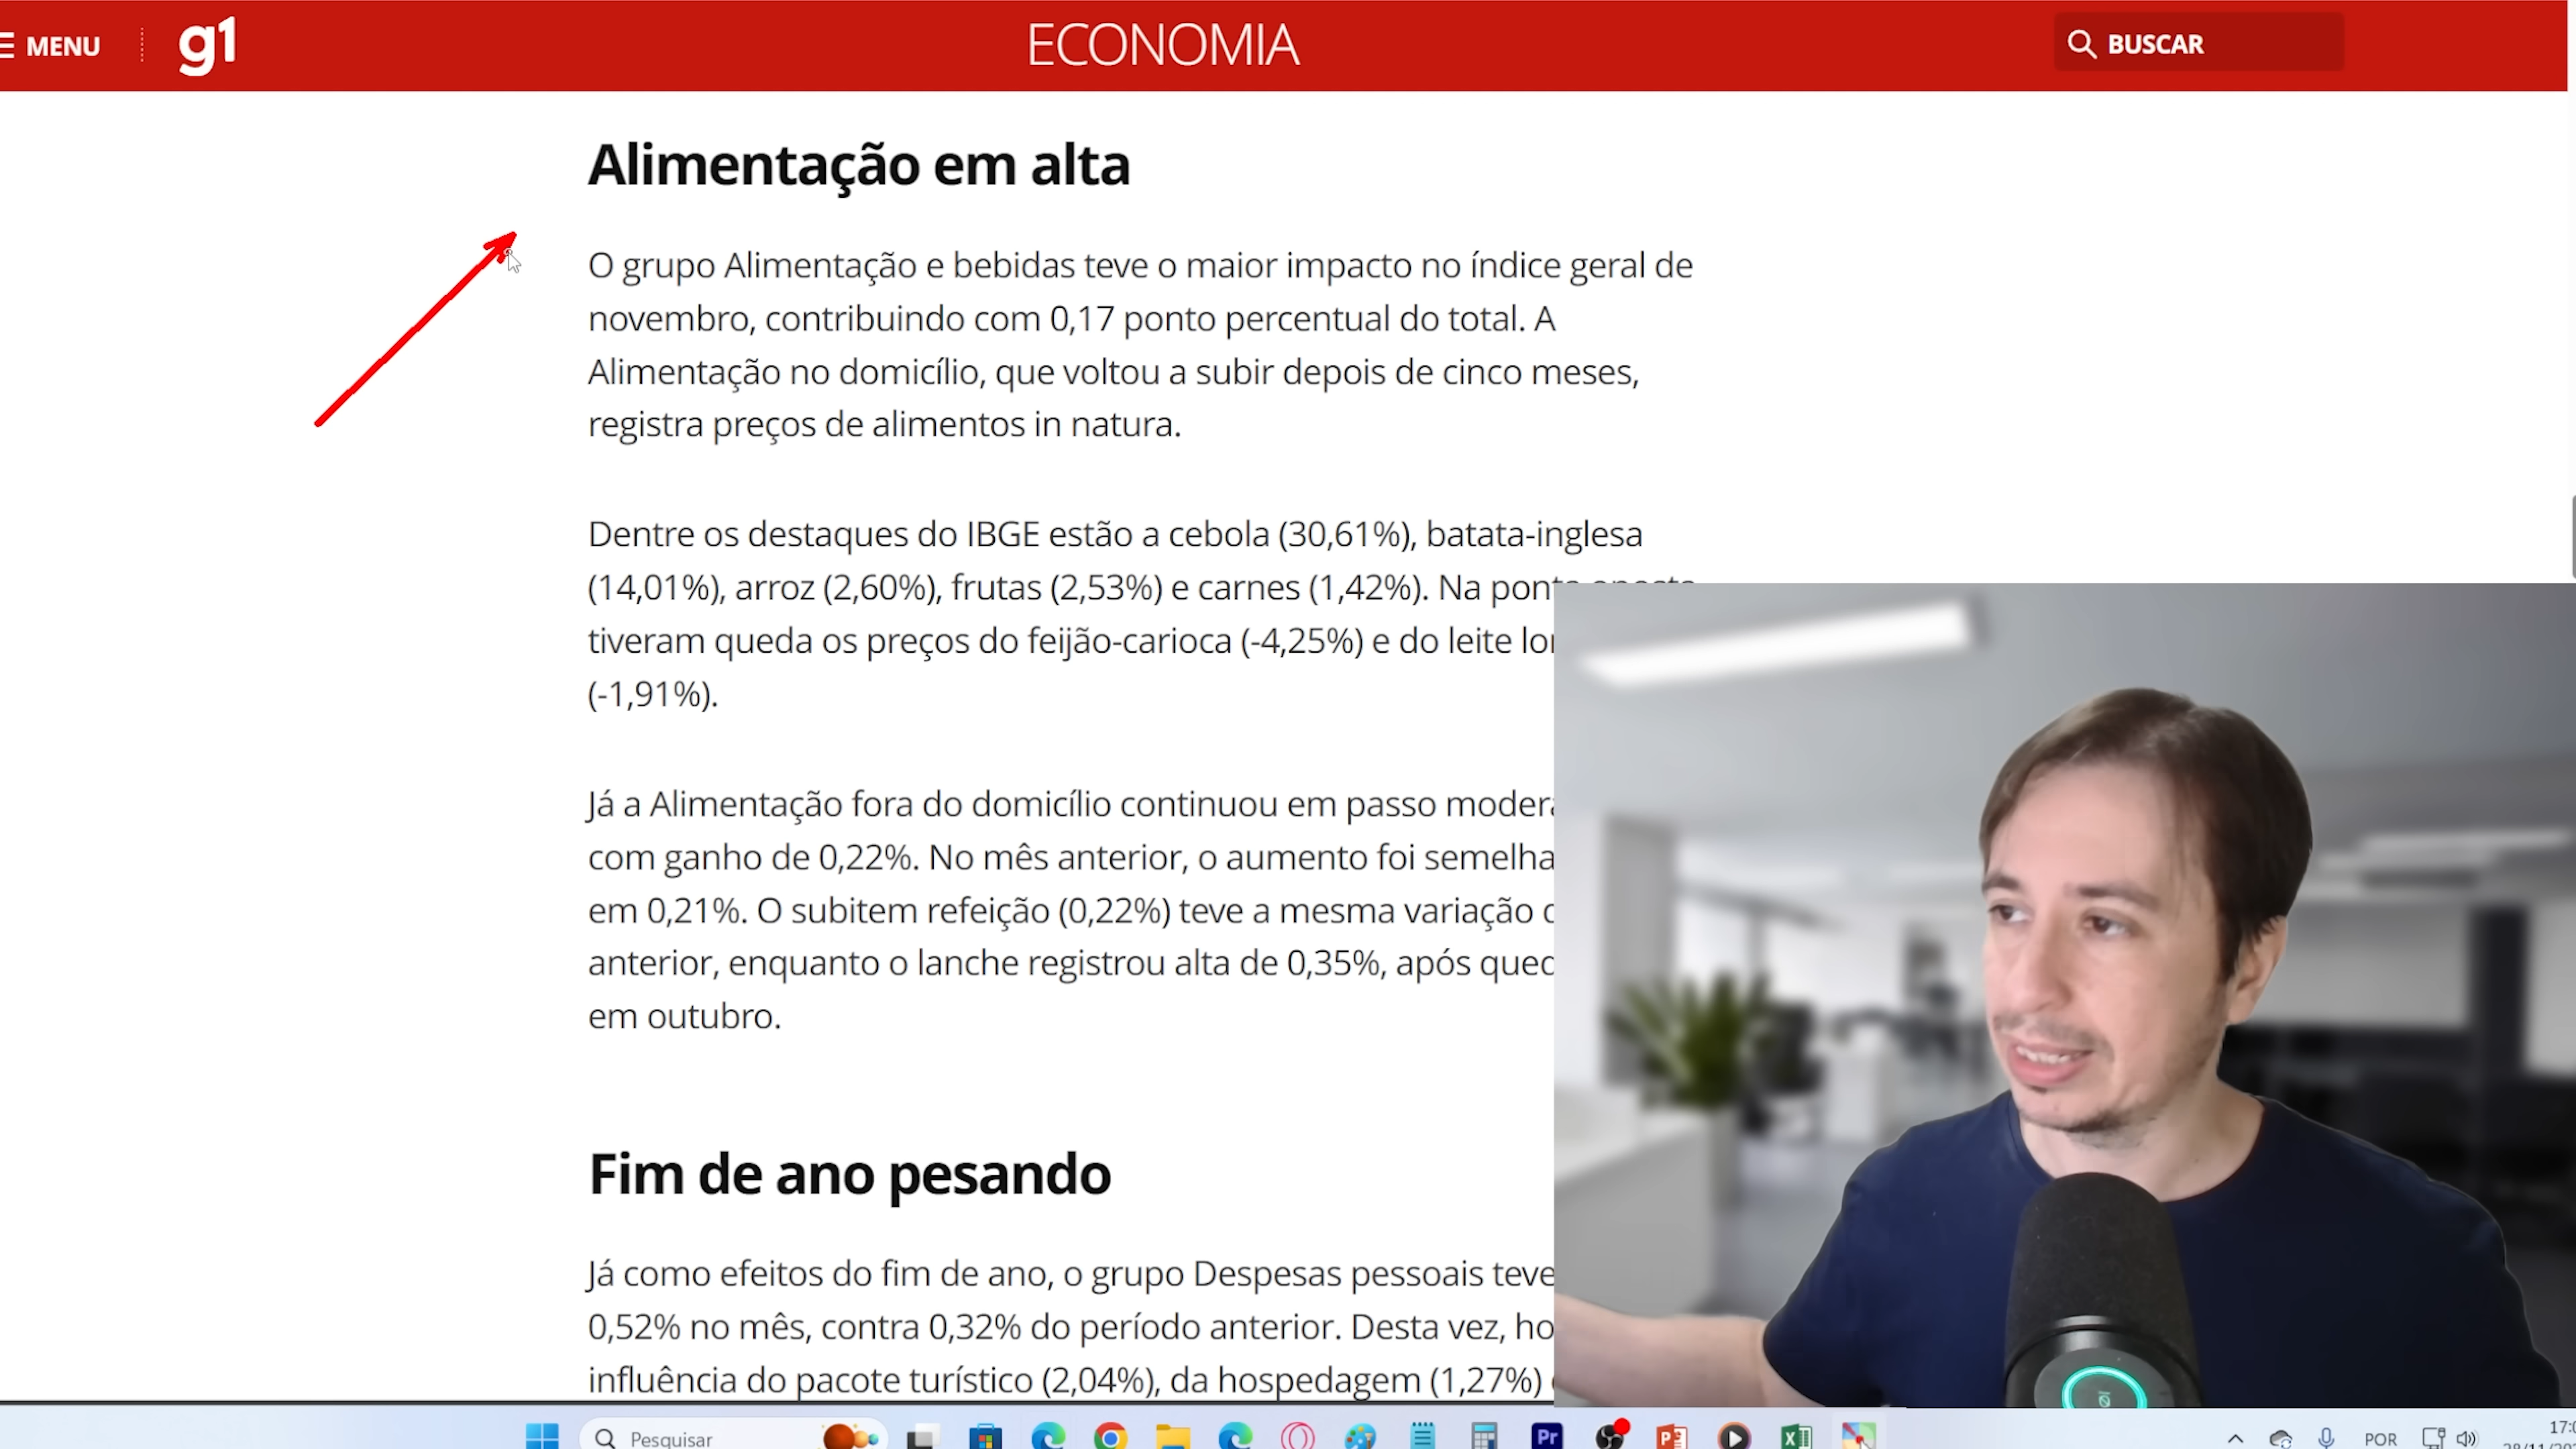 MENU
g1
ECONOMIA
BUSCAR
Alimentação em alta
O grupo Alimentação e bebidas teve o maior impacto no índice geral de
novembro, contribuindo com 0,17 ponto percentual do total. A
Alimentação no domicílio, que voltou a subir depois de cinco meses,
registra preços de alimentos in natura.
Dentre os destaques do IBGE estão a cebola (30,61%), batata-inglesa
(14,01%), arroz (2,60%), frutas (2,53%) e carnes (1,42%). Na
tiveram queda os preços do feijão-carioca (-4,25%) e do leite
(-1,91%).
Já a Alimentação fora do domicílio continuou em passo
com ganho de 0,22%. No mês anterior, o aumento foi
em 0,21%. O subitem refeição (0,22%) teve a mesma variação
anterior, enquanto o lanche registrou alta de 0,35%, após
em outubro.
Fim de ano pesando
Já como efeitos do fim de ano, o grupo Despesas pessoais teve
0,52% no mês, contra 0,32% do período anterior. Desta vez,
influência do pacote turístico (2,04%), da hospedagem (1,27%)
Pesquisar
Pr
POR